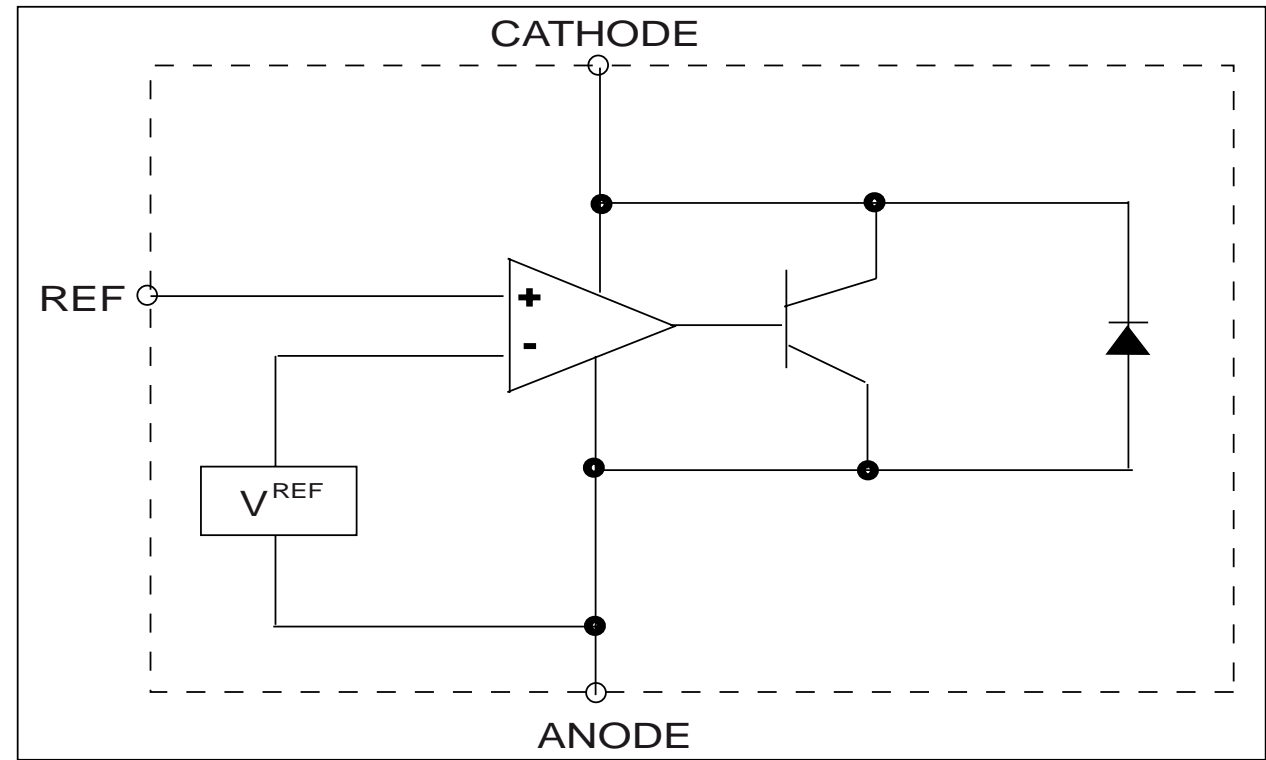 CATHODE
REF
+
-
V REF
ANODE